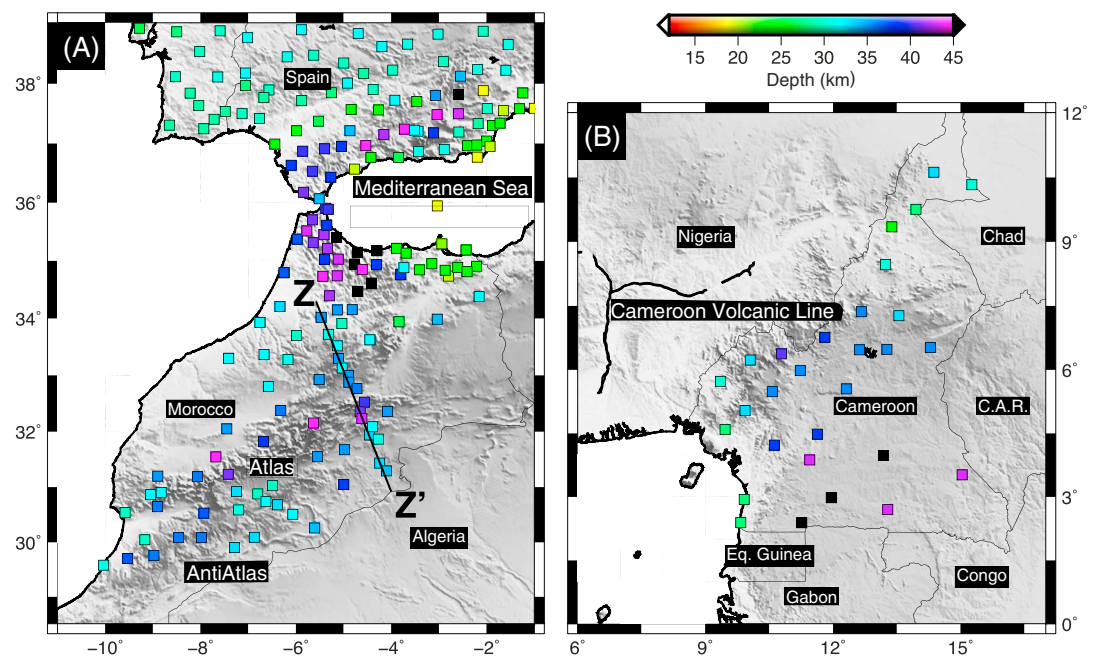 (A)
Spain
Mediterranean Sea
Z
Morocco
Atlas
Z’
Algeria
AntiAtlas
38°
36°
34°
32°
30°
−10° −8° −6° −4° −2°
15 20 25 30 35 40 45
Depth (km)
(B)
Nigeria
Chad
Cameroon Volcanic Line
Cameroon
C.A.R.
Eq. Guinea
Gabon
Congo
12°
9°
6°
3°
0°
6° 9° 12° 15°